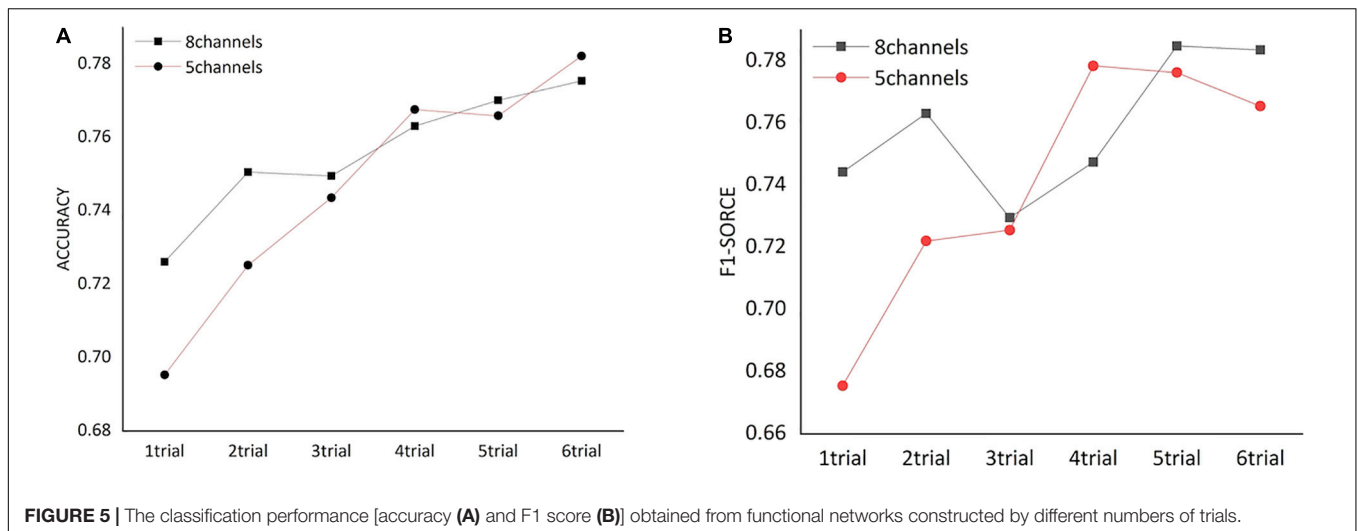 A
8channels
5channels
0.78
0.76
0.74
0.72
0.70
0.68
ACCURACY
1trial 2trial 3trial 4trial 5trial 6trial
B
8channels
5channels
0.78
0.76
0.74
0.72
0.70
0.68
0.66
F1-SORCE
1trial 2trial 3trial 4trial 5trial 6trial
FIGURE 5 | The classification performance [accuracy (A) and F1 score (B)] obtained from functional networks constructed by different numbers of trials.